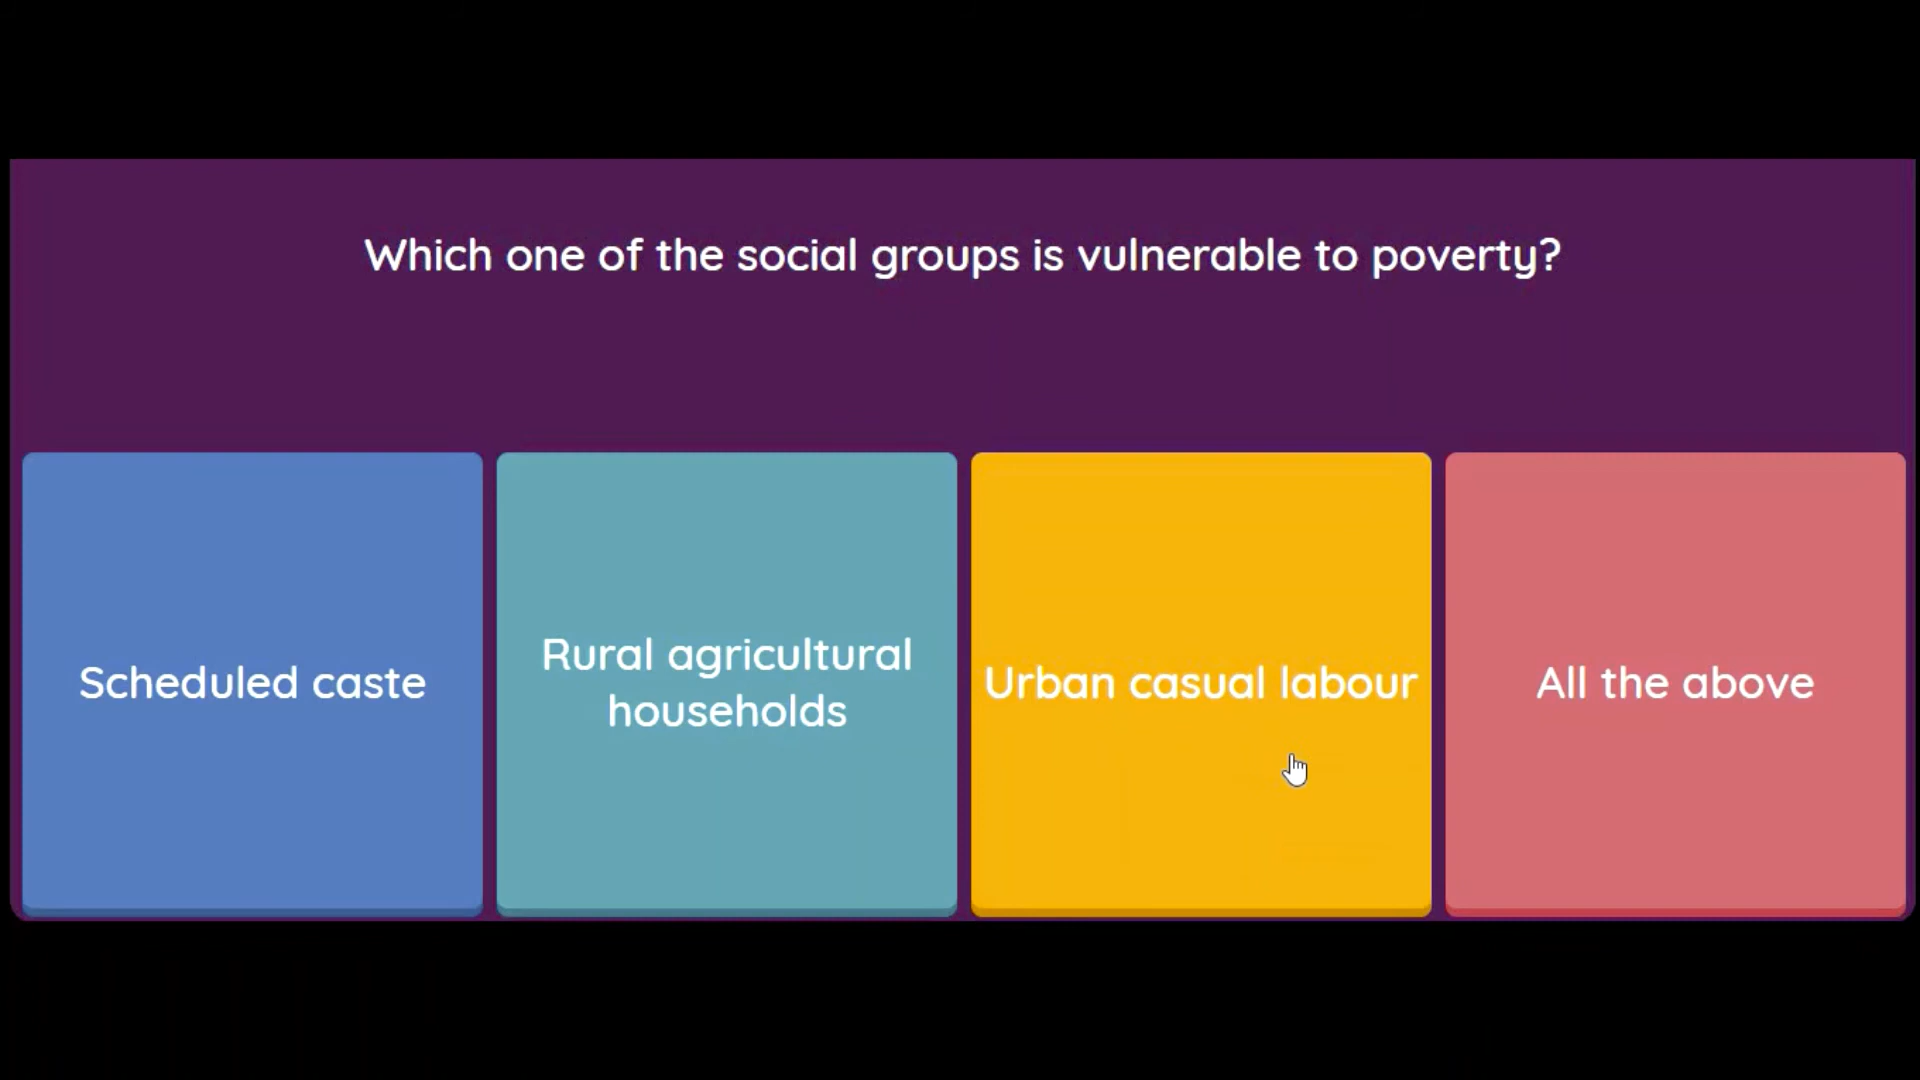 Which one of the social groups is vulnerable to poverty?
Scheduled caste
Rural agricultural
households
Urban casual labour
All the above